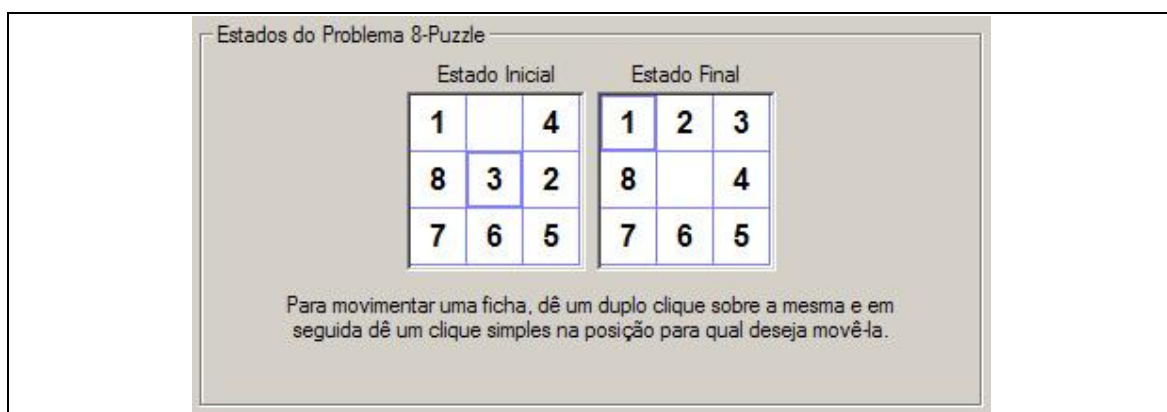 Estados do Problema 8-Puzzle
Estado Inicial Estado Final
1 4 1 2 3
8 3 2 8 4
7 6 5 7 6 5
Para movimentar uma ficha, dê um duplo clique sobre a mesma e em
seguida dê um clique simples na posição para qual deseja movê-la.